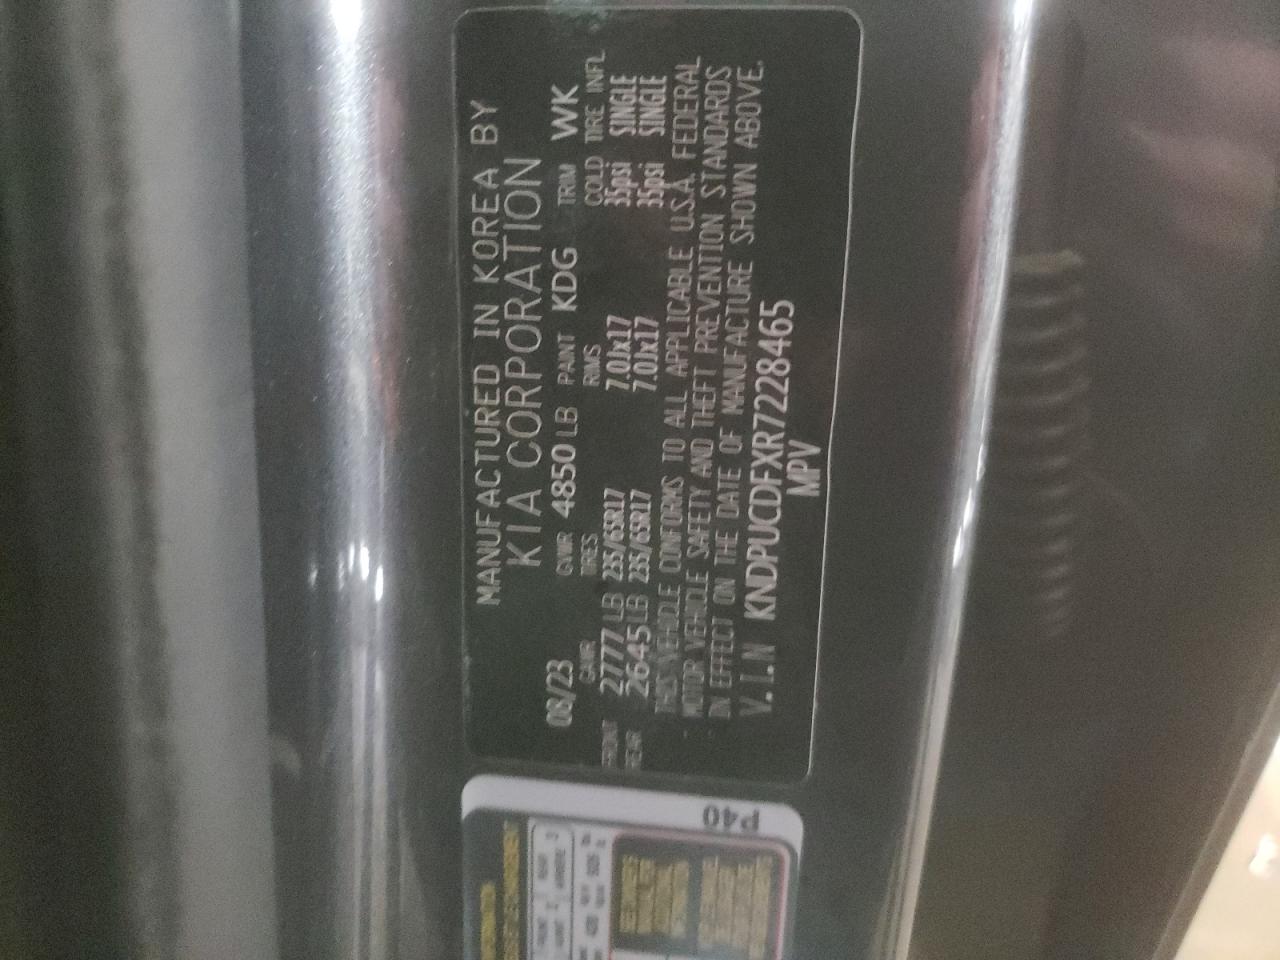 MANUFACTURED IN KOREA BY
KIA CORPORATION
08/23 GVWR 4850 LB PAINT KDG TRIM WK
GAWR TIRES RIMS COLD TIRE INFL
FRONT 2777 LB 235/65R17 7.0Jx17 35psi SINGLE
REAR 2645 LB 235/65R17 7.0Jx17 35psi SINGLE
THIS VEHICLE CONFORMS TO ALL APPLICABLE U.S.A. FEDERAL
MOTOR VEHICLE SAFETY AND THEFT PREVENTION STANDARDS
IN EFFECT ON THE DATE OF MANUFACTURE SHOWN ABOVE.
V.I.N KNDPUCDFXR7228465
MPV
P40